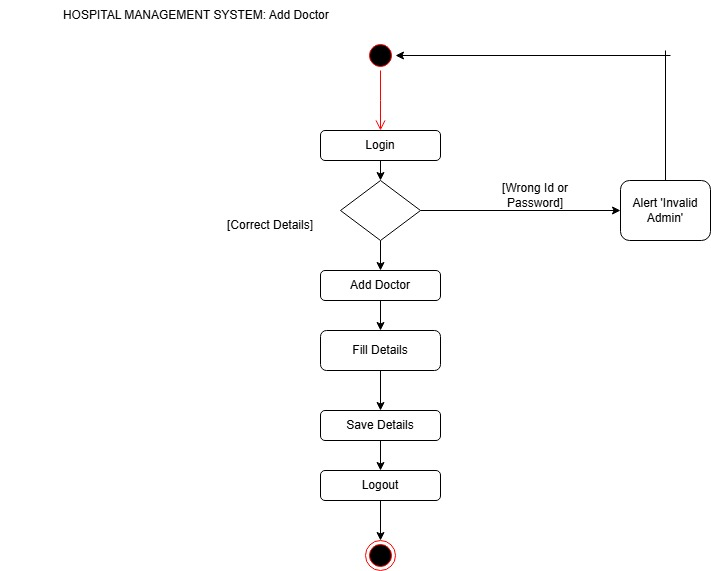 HOSPITAL MANAGEMENT SYSTEM: Add Doctor
Login
[Wrong Id or
Password]
Alert 'Invalid
Admin'
[Correct Details]
Add Doctor
Fill Details
Save Details
Logout